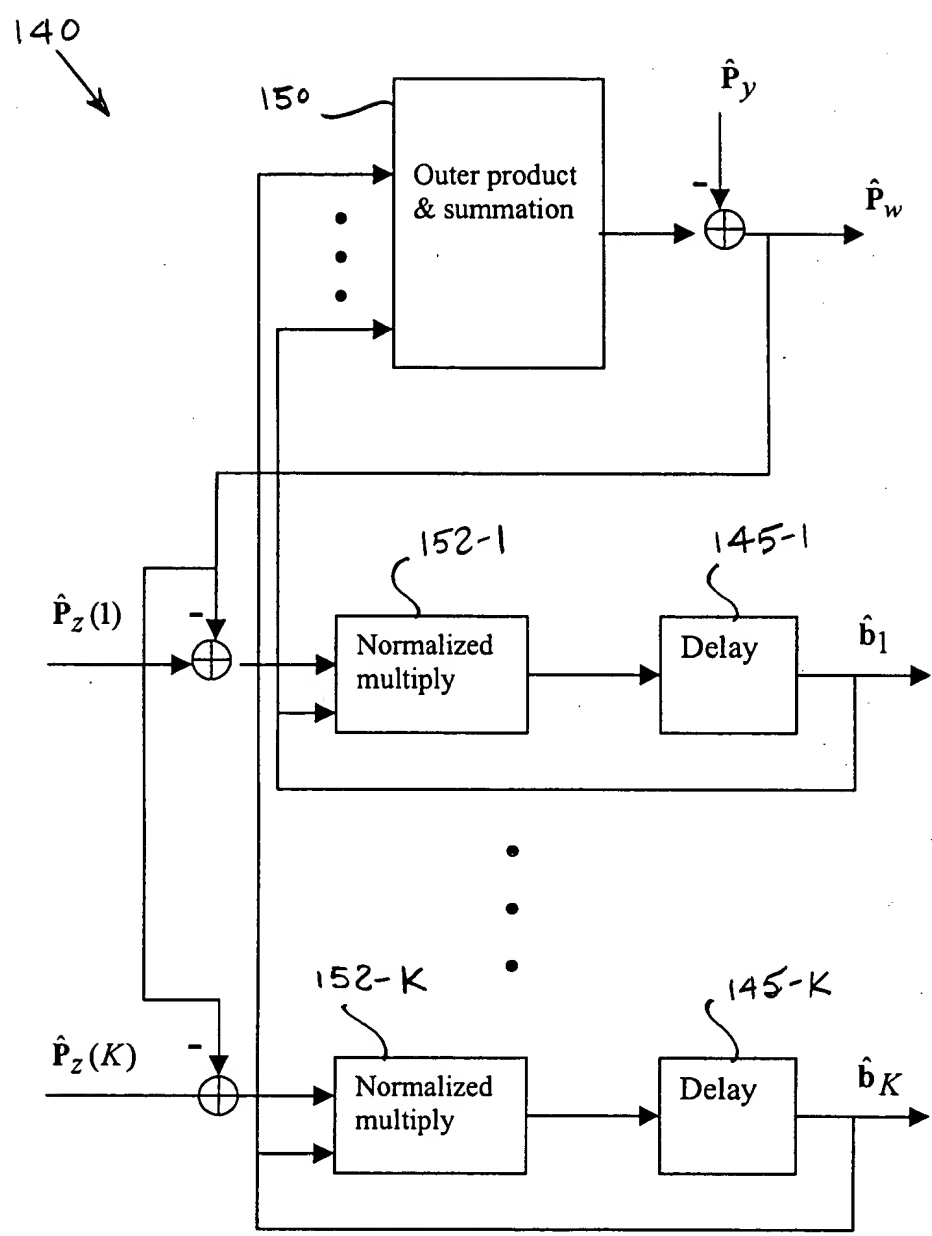 140
150
P̂y
-
Outer product
& summation
P̂w
152-1
145-1
P̂z(1)
-
Normalized
multiply
Delay
b̂1
152-K
145-K
P̂z(K)
-
Normalized
multiply
Delay
b̂K